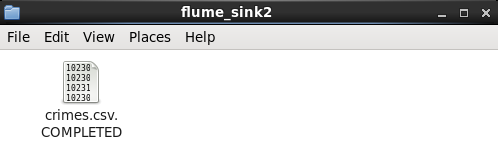 flume_sink2
File Edit View Places Help
10230
10230
10231
10230
crimes.csv.
COMPLETED